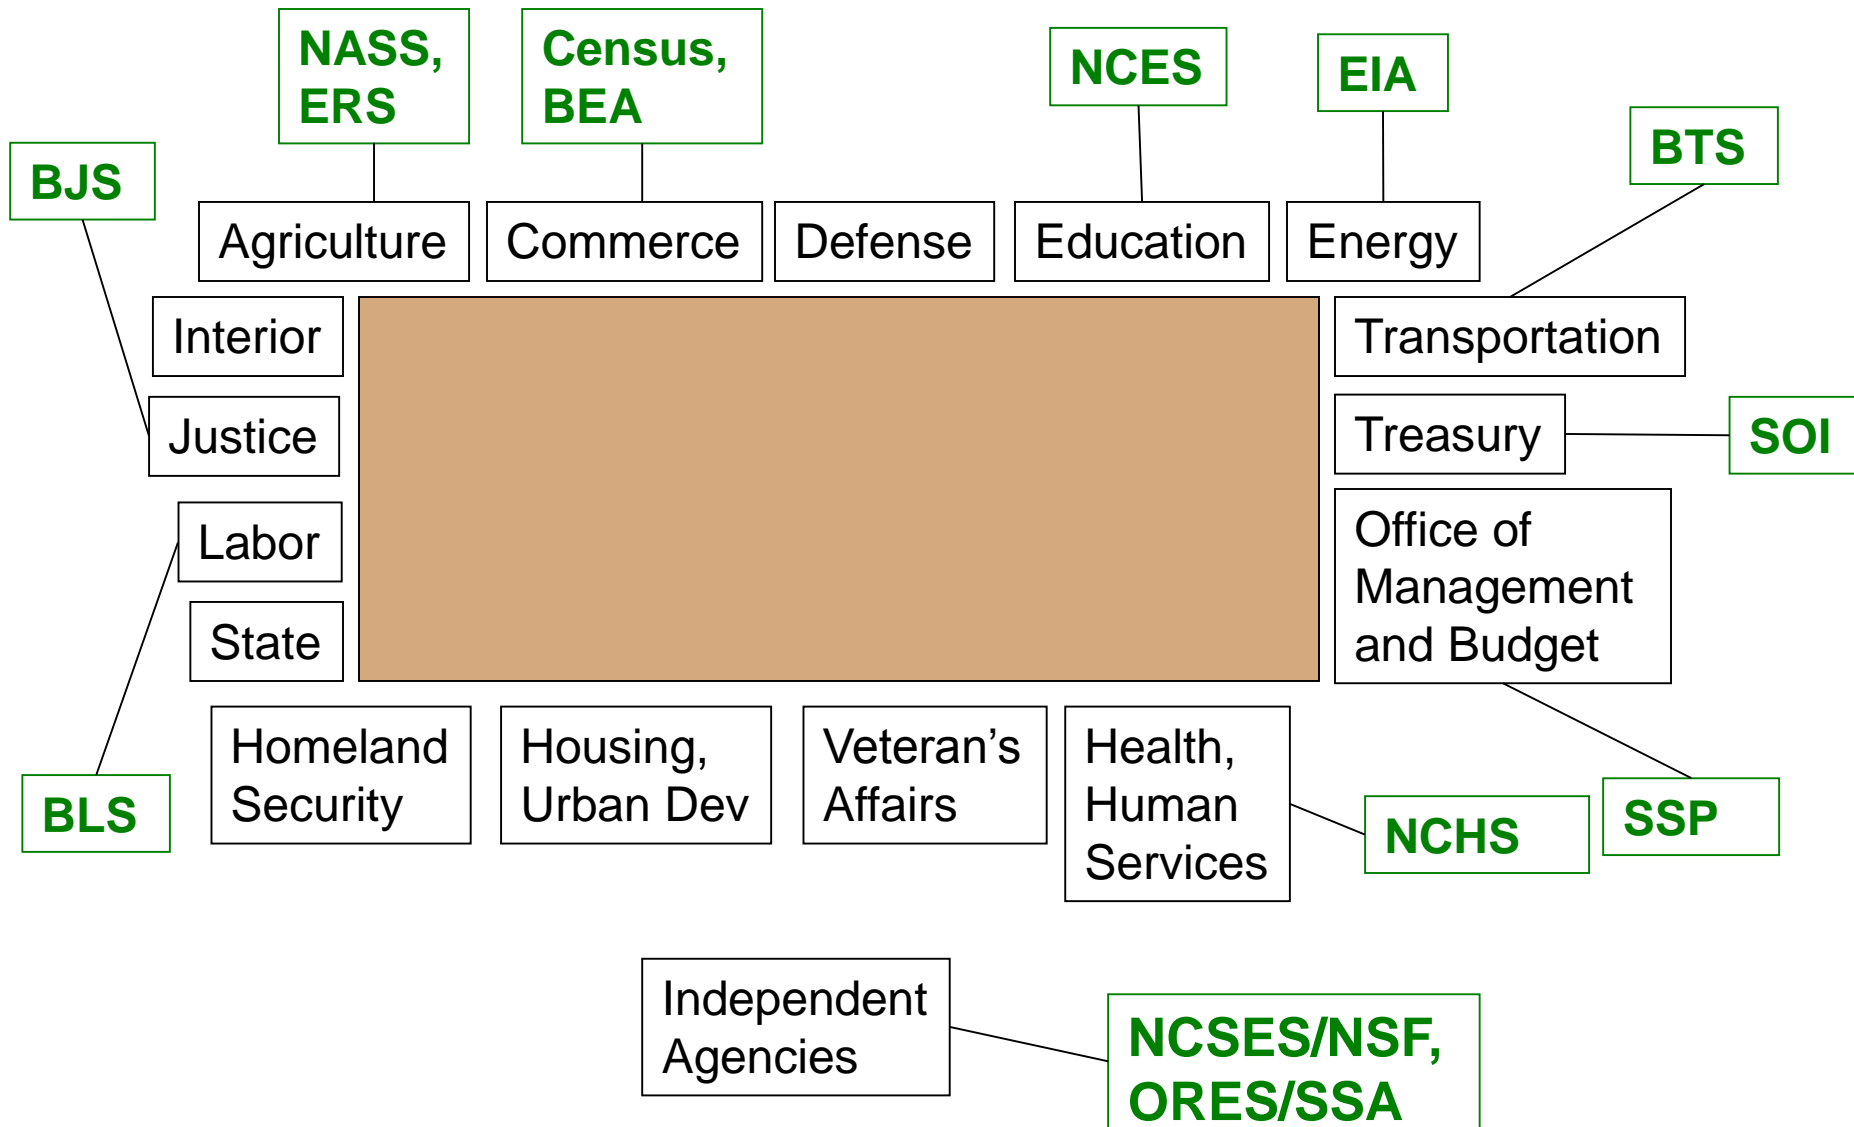 NASS,
ERS
Census,
BEA
NCES
EIA
BTS
BJS
Agriculture
Commerce
Defense
Education
Energy
Interior
Transportation
Justice
Treasury
SOI
Labor
Office of
Management
and Budget
State
Homeland
Security
Housing,
Urban Dev
Veteran’s
Affairs
Health,
Human
Services
BLS
NCHS
SSP
Independent
Agencies
NCSES/NSF,
ORES/SSA